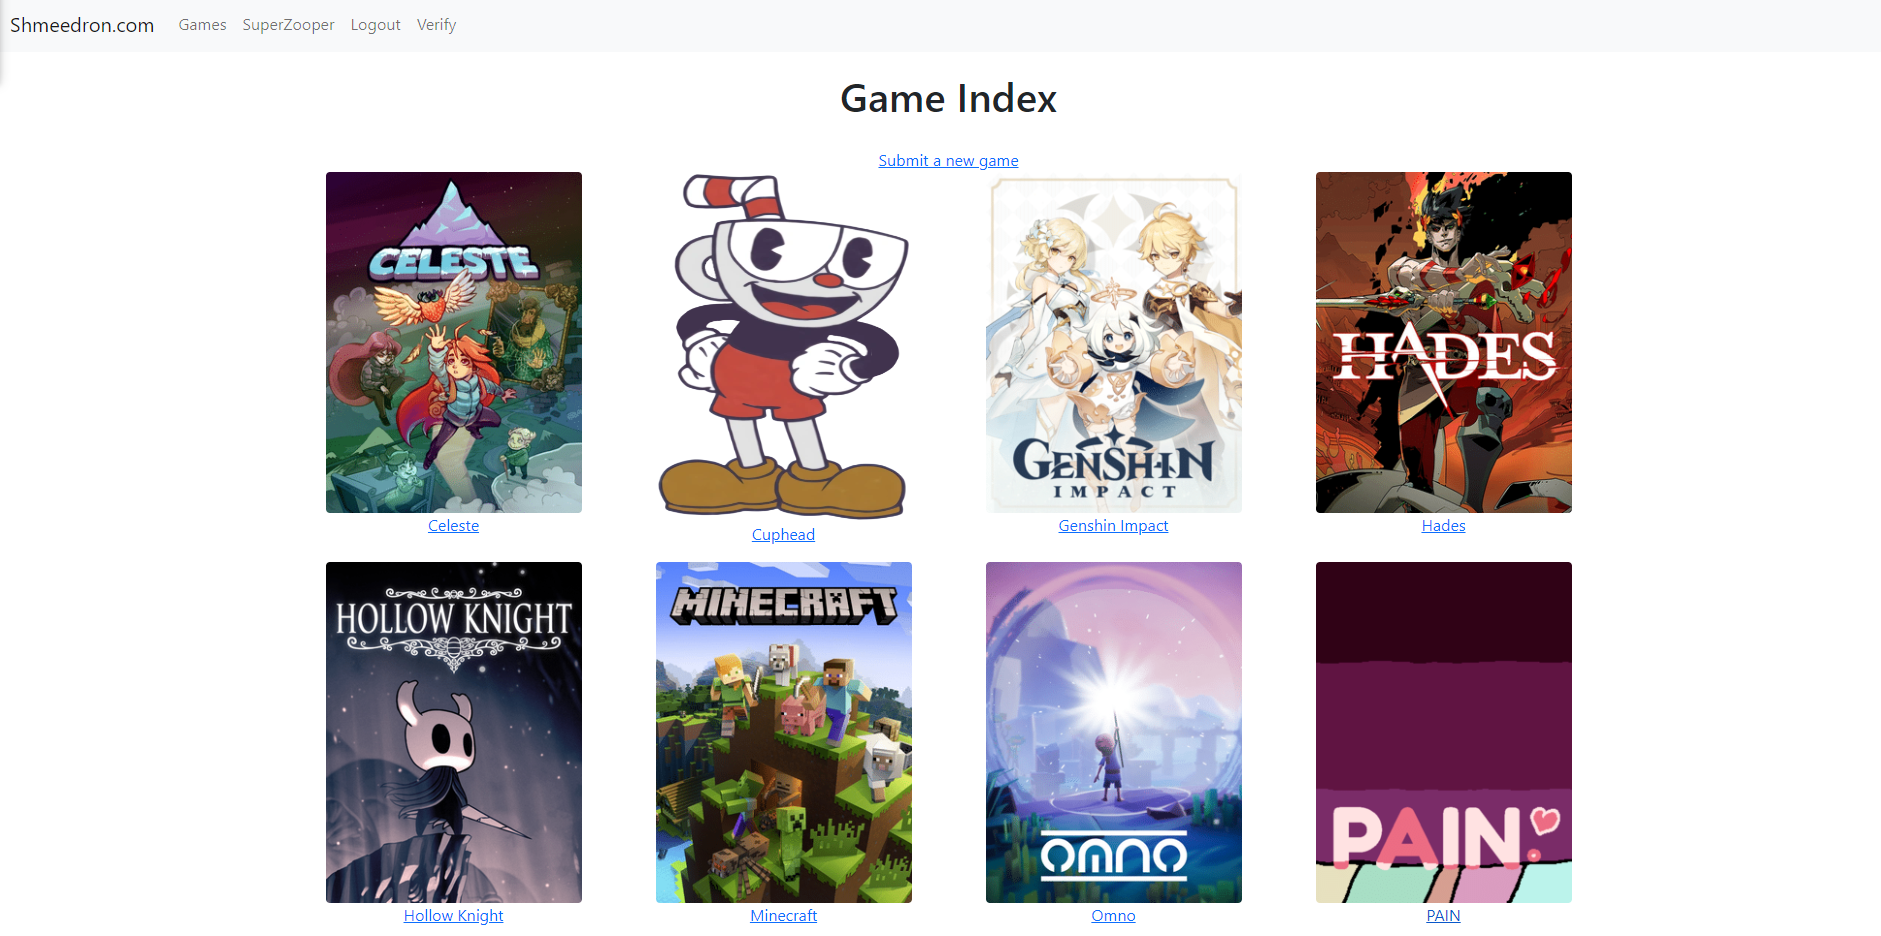 Shmeedron.com Games SuperZooper Logout Verify
Game Index
Submit a new game
CELESTE
GENSHIN
IMPACT
HADES
Celeste
Cuphead
Genshin Impact
Hades
HOLLOW KNIGHT
MINECRAFT
OMNO
PAIN.
Hollow Knight
Minecraft
Omno
PAIN